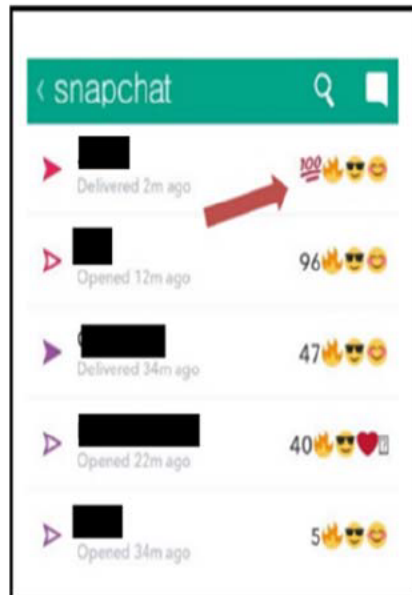 snapchat
💯🔥😎😊
Delivered 2m ago
96🔥😎😊
Opened 12m ago
47🔥😎😊
Delivered 34m ago
40🔥😎❤
Opened 22m ago
5🔥😎😊
Opened 34m ago